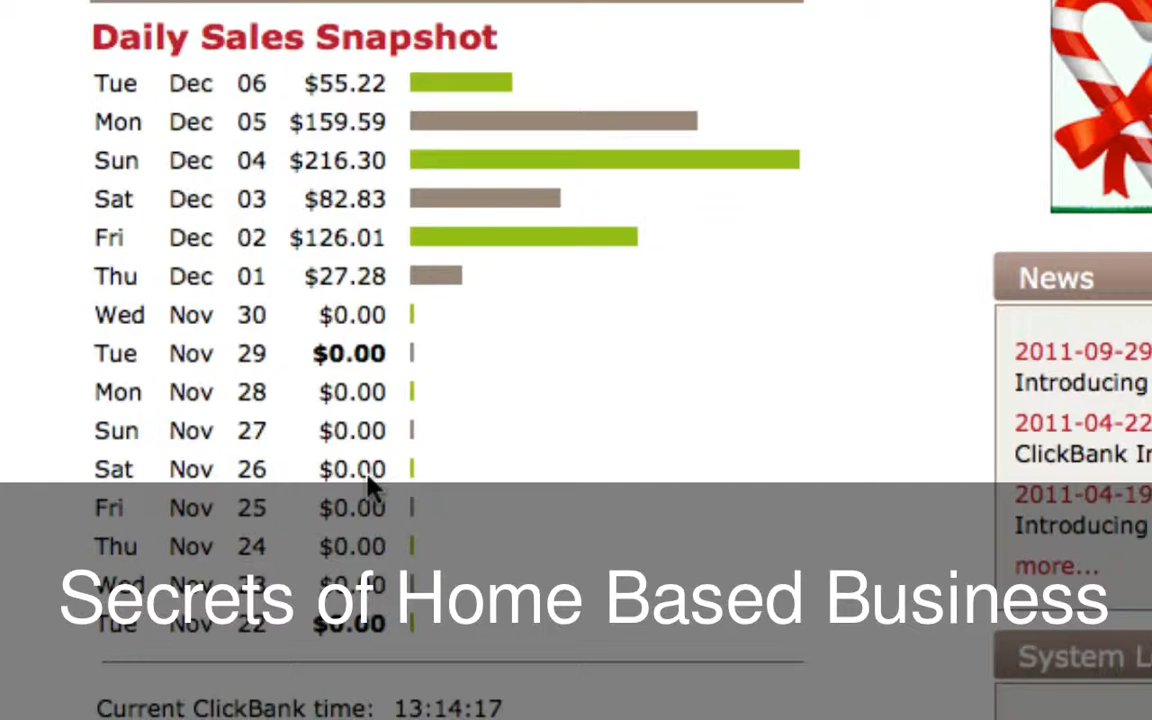 Daily Sales Snapshot
Tue Dec 06 $55.22
Mon Dec 05 $159.59
Sun Dec 04 $216.30
Sat Dec 03 $82.83
Fri Dec 02 $126.01
Thu Dec 01 $27.28
Wed Nov 30 $0.00
Tue Nov 29 $0.00
Mon Nov 28 $0.00
Sun Nov 27 $0.00
Sat Nov 26 $0.00
Fri Nov 25 $0.00
Thu Nov 24 $0.00
Wed Nov 23 $0.00
Secrets of Home Based Business
Tue Nov 22 $0.00
Current ClickBank time: 13:14:17
News
2011-09-29
Introducing
2011-04-22
ClickBank In
2011-04-19
Introducing
more...
System L